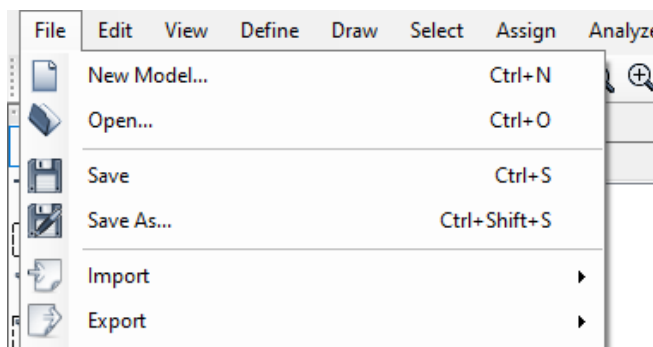 File Edit View Define Draw Select Assign Analyze
New Model... Ctrl+N
Open... Ctrl+O
Save Ctrl+S
Save As... Ctrl+Shift+S
Import
Export